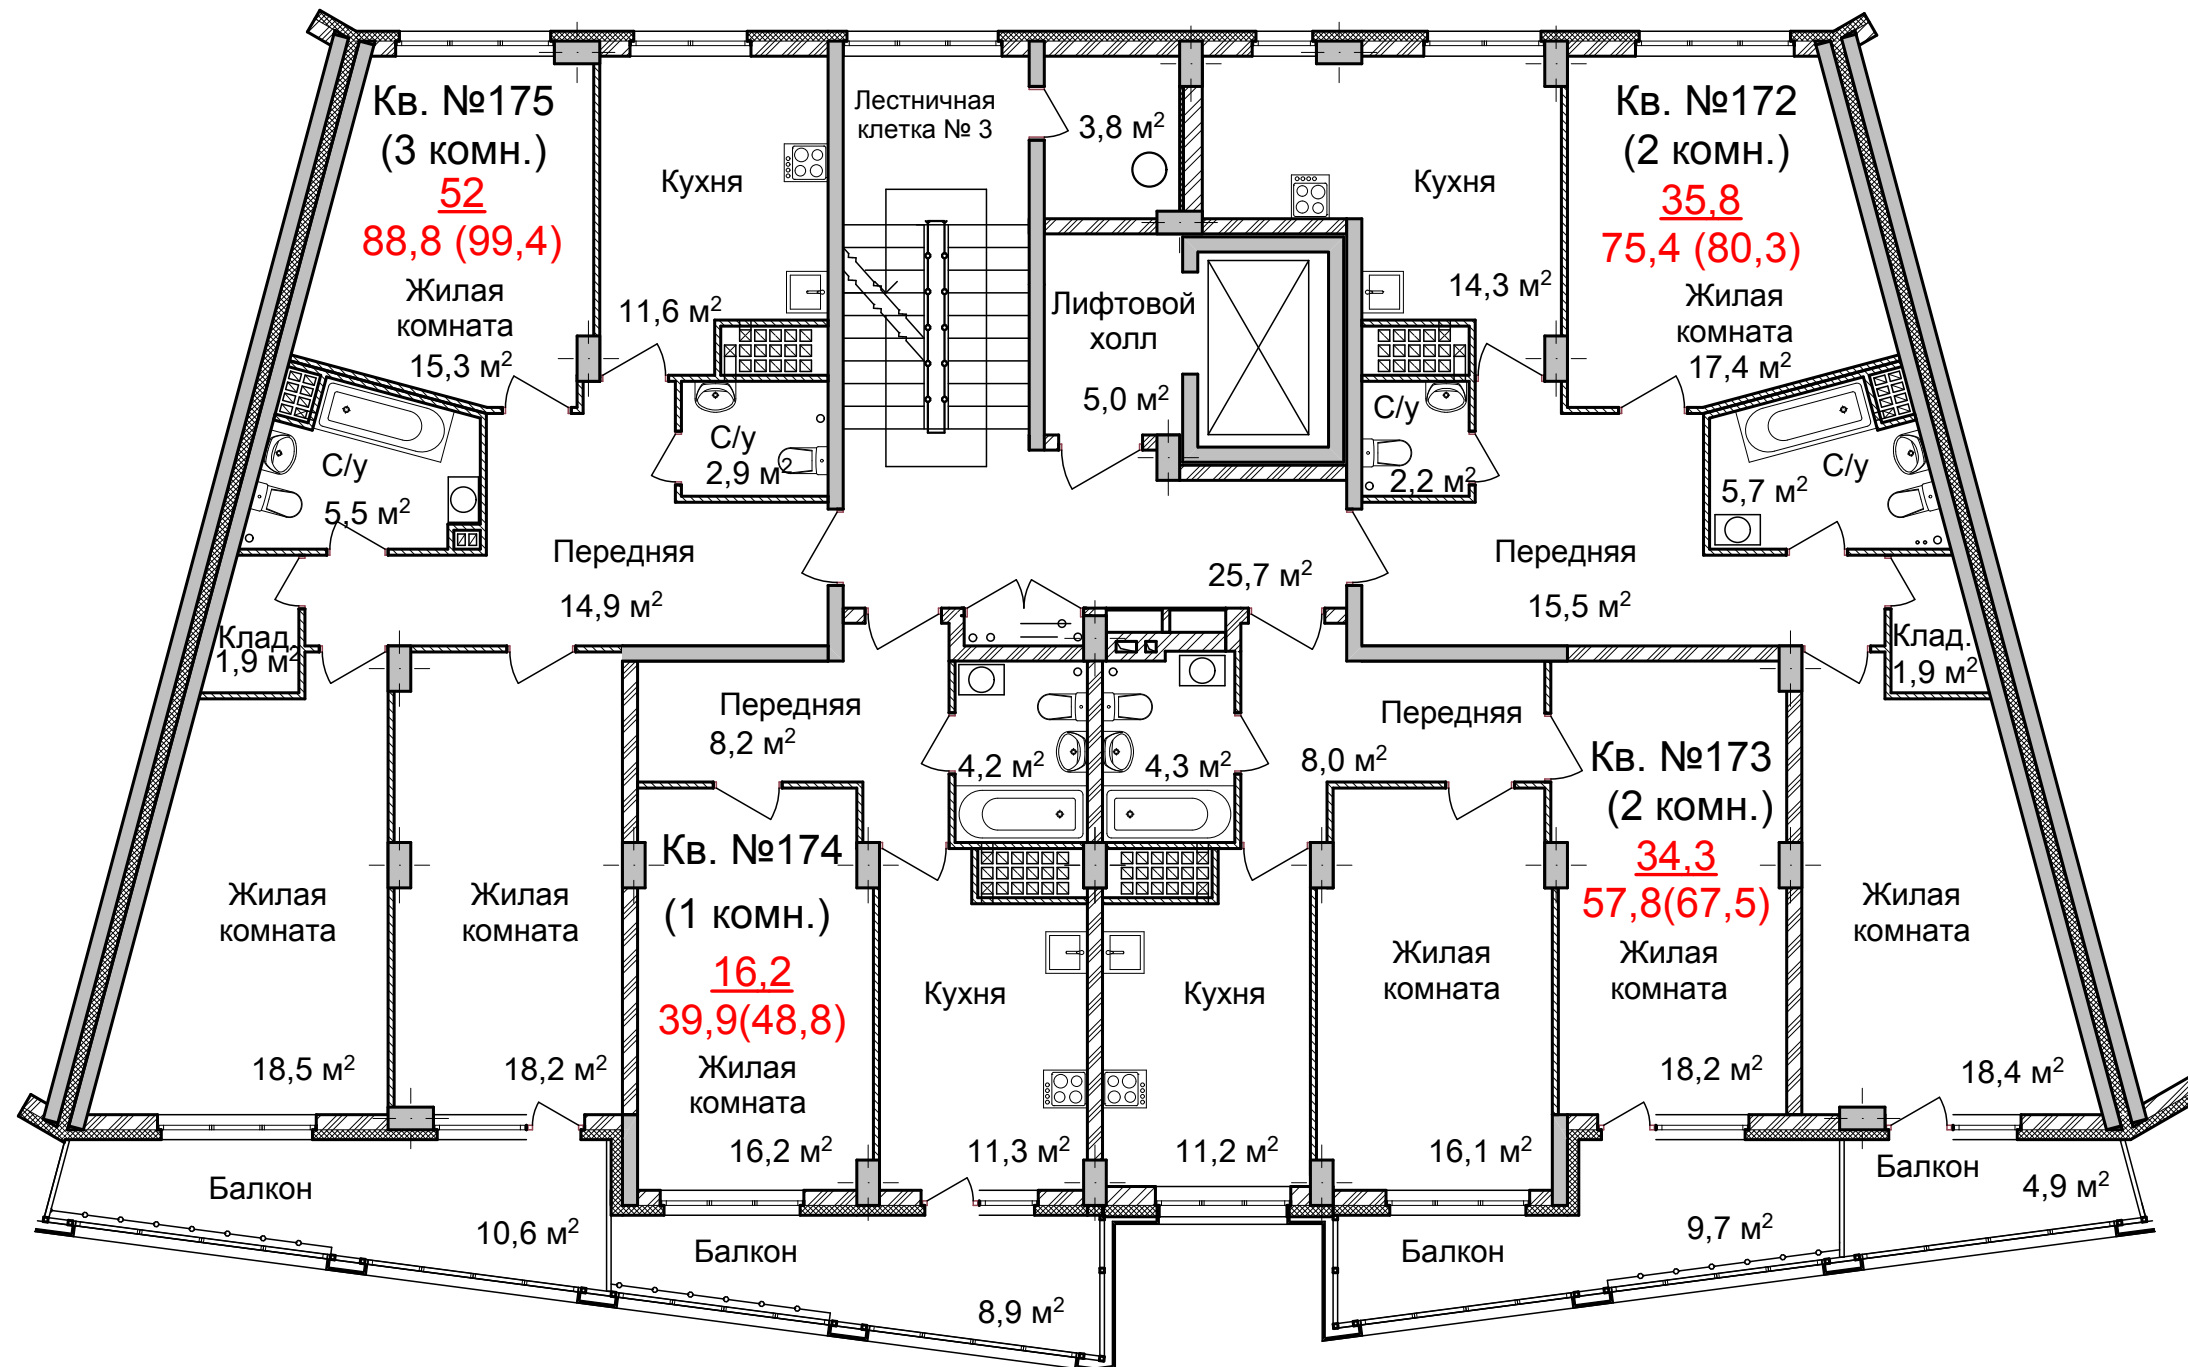 Кв. №175
(3 комн.)
52
88,8 (99,4)
Жилая
комната
15,3 м²
Кухня
11,6 м²
Лестничная
клетка № 3
3,8 м²
Лифтовой
холл
5,0 м²
Кухня
14,3 м²
Кв. №172
(2 комн.)
35,8
75,4 (80,3)
Жилая
комната
17,4 м²
С/у
5,5 м²
С/у
2,9 м²
С/у
2,2 м²
С/у
5,7 м²
Передняя
14,9 м²
25,7 м²
Передняя
15,5 м²
Клад.
1,9 м²
Клад.
1,9 м²
Передняя
8,2 м²
4,2 м²
4,3 м²
Передняя
8,0 м²
Жилая
комната
18,5 м²
Жилая
комната
18,2 м²
Кв. №174
(1 комн.)
16,2
39,9(48,8)
Жилая
комната
16,2 м²
Кухня
11,3 м²
Кухня
11,2 м²
Жилая
комната
16,1 м²
Кв. №173
(2 комн.)
34,3
57,8(67,5)
Жилая
комната
18,2 м²
Жилая
комната
18,4 м²
Балкон
10,6 м²
Балкон
8,9 м²
Балкон
9,7 м²
Балкон
4,9 м²